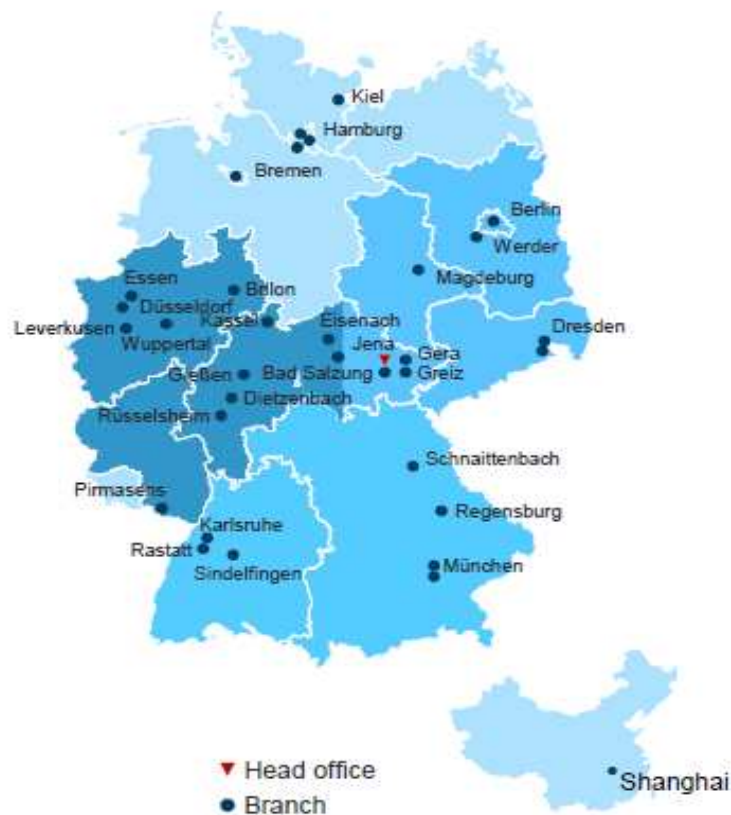 Kiel
Hamburg
Bremen
Berlin
Werder
Magdeburg
Essen
Brilon
Düsseldorf
Leverkusen
Kassel
Wuppertal
Eisenach
Dresden
Jena
Gera
Gießen
Bad Salzung
Greiz
Dietzenbach
Rüsselsheim
Schnaittenbach
Pirmasens
Regensburg
Karlsruhe
Rastatt
Sindelfingen
München
Head office
Shanghai
Branch